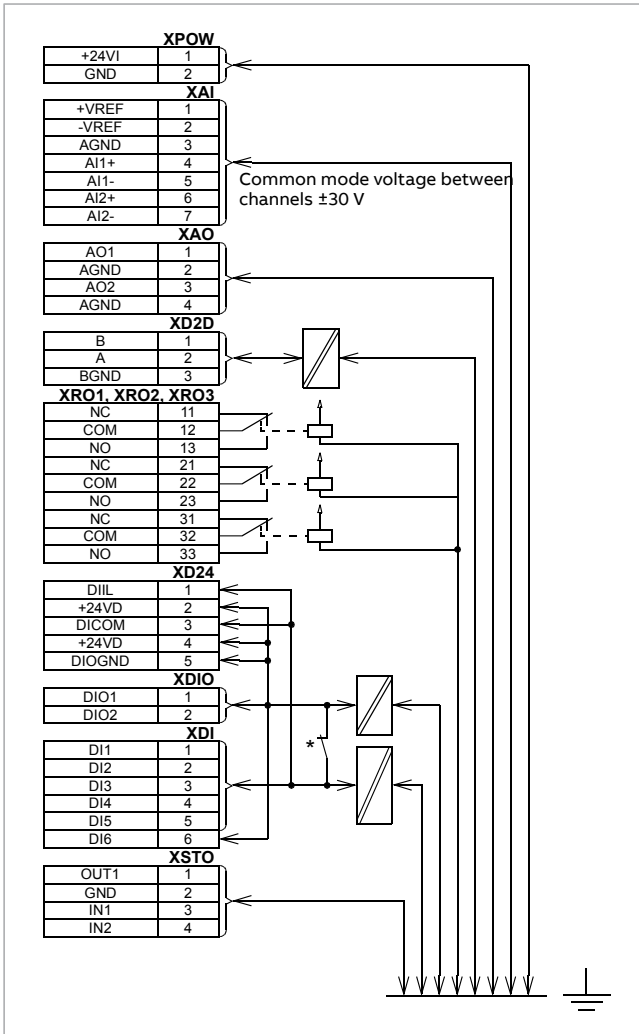 XPOW
+24VI 1
GND 2
XAI
+VREF 1
-VREF 2
AGND 3
AI1+ 4
AI1- 5
AI2+ 6
AI2- 7
Common mode voltage between
channels ±30 V
XAO
AO1 1
AGND 2
AO2 3
AGND 4
XD2D
B 1
A 2
BGND 3
XRO1, XRO2, XRO3
NC 11
COM 12
NO 13
NC 21
COM 22
NO 23
NC 31
COM 32
NO 33
XD24
DIIL 1
+24VD 2
DICOM 3
+24VD 4
DIOGND 5
XDIO
DIO1 1
DIO2 2
XDI
DI1 1
DI2 2
DI3 3
DI4 4
DI5 5
DI6 6
*
XSTO
OUT1 1
GND 2
IN1 3
IN2 4